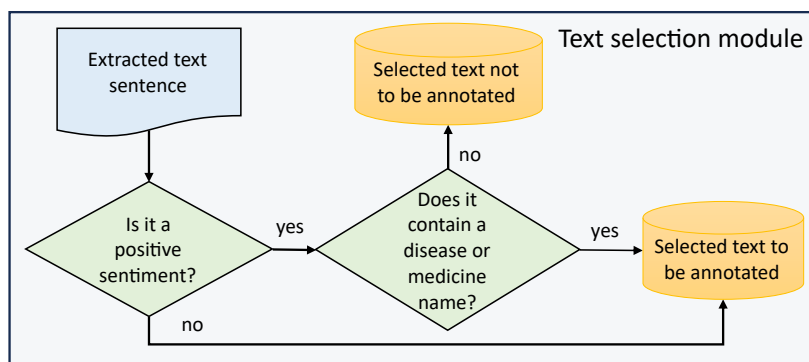 Text selection module
Extracted text
sentence
Selected text not
to be annotated
no
Is it a
positive
sentiment?
yes
Does it
contain a
disease or
medicine
name?
yes
Selected text to
be annotated
no